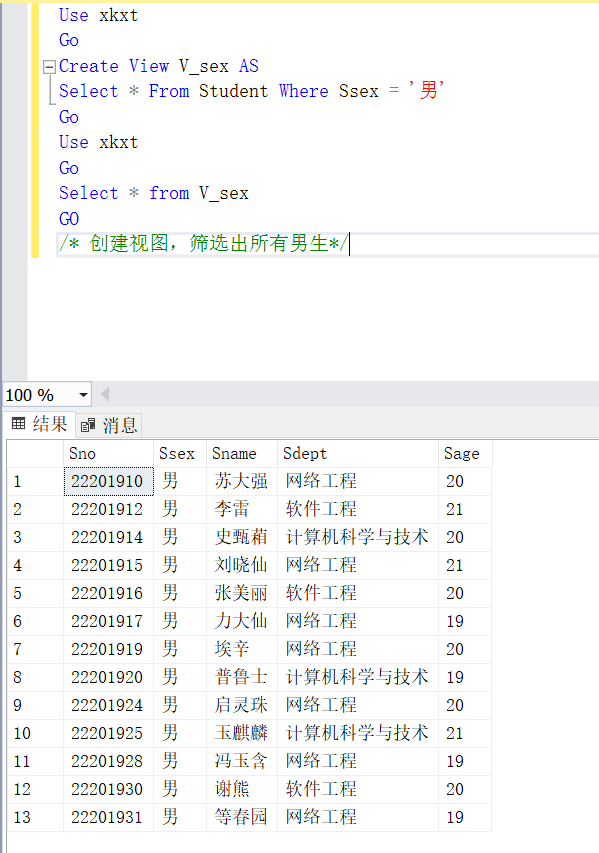 Use xkxt
Go
Create View V_sex AS
Select * From Student Where Ssex = '男'
Go
Use xkxt
Go
Select * from V_sex
GO
/* 创建视图，筛选出所有男生*/
100 %
结果 消息
Sno Ssex Sname Sdept Sage
1 22201910 男 苏大强 网络工程 20
2 22201912 男 李雷 软件工程 21
3 22201914 男 史甄葙 计算机科学与技术 20
4 22201915 男 刘晓仙 网络工程 21
5 22201916 男 张美丽 软件工程 20
6 22201917 男 力大仙 网络工程 19
7 22201919 男 埃辛 网络工程 20
8 22201920 男 普鲁士 计算机科学与技术 19
9 22201924 男 启灵珠 网络工程 20
10 22201925 男 玉麒麟 计算机科学与技术 21
11 22201928 男 冯玉含 网络工程 19
12 22201930 男 谢熊 软件工程 20
13 22201931 男 等春园 网络工程 19